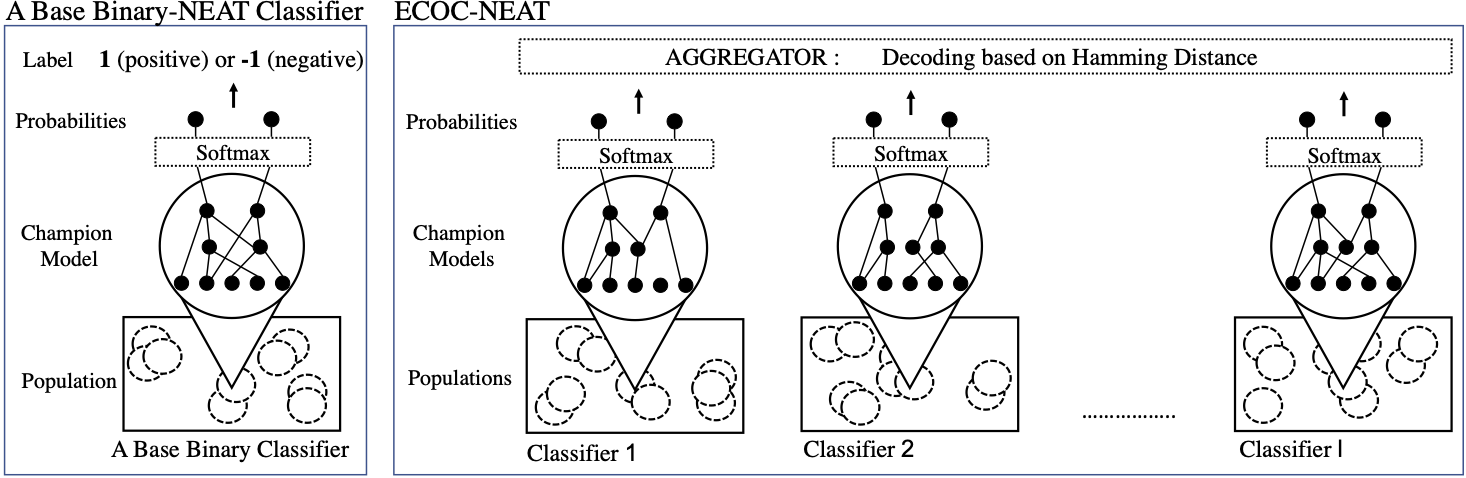 A Base Binary-NEAT Classifier
Label 1 (positive) or -1 (negative)
Probabilities
Softmax
Champion
Model
Population
A Base Binary Classifier
ECOC-NEAT
AGGREGATOR : Decoding based on Hamming Distance
Probabilities
Softmax
Softmax
Softmax
Champion
Models
Populations
...............
Classifier 1
Classifier 2
Classifier l